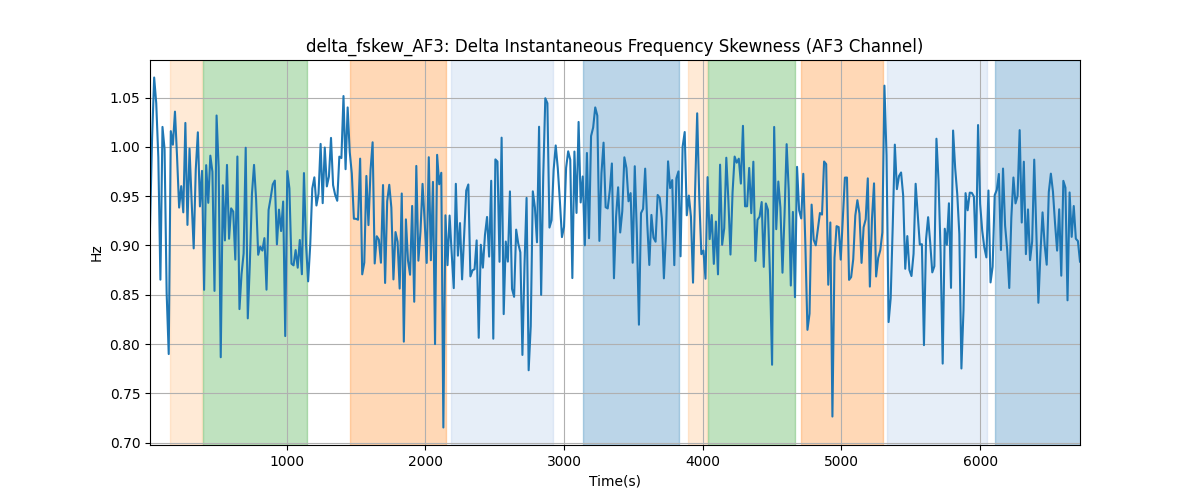 delta_fskew_AF3: Delta Instantaneous Frequency Skewness (AF3 Channel)
1.05
1.00
0.95
0.90
0.85
0.80
0.75
0.70
Hz
1000 2000 3000 4000 5000 6000
Time(s)